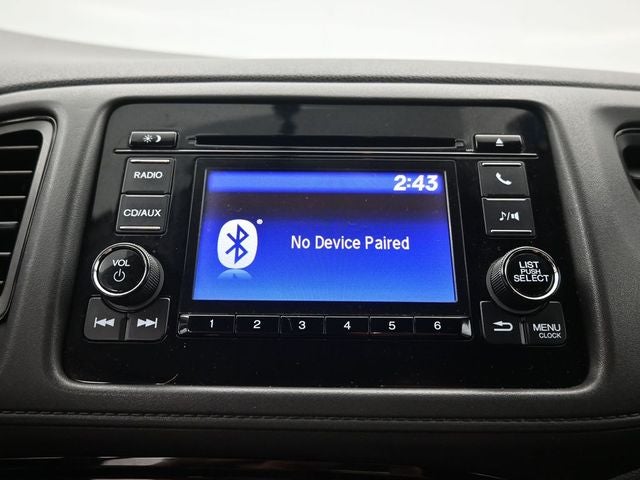 RADIO
CD/AUX
VOL
2:43
No Device Paired
LIST
PUSH
SELECT
1 2 3 4 5 6
MENU
CLOCK